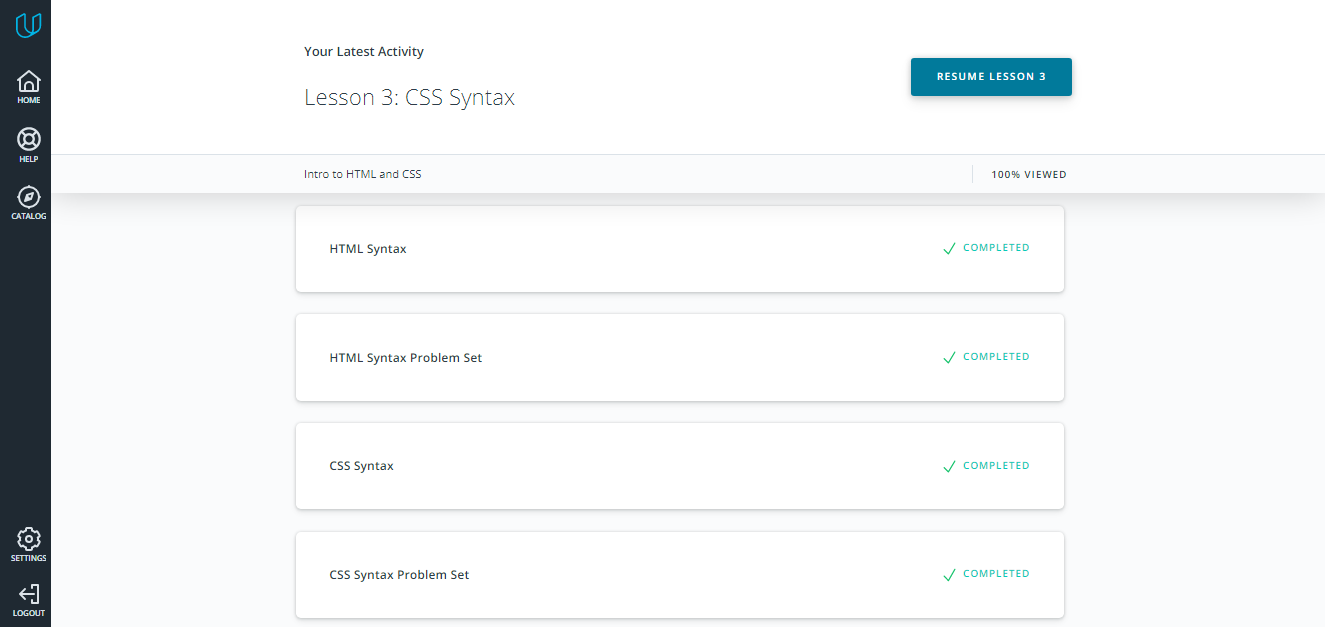 HOME
HELP
CATALOG
SETTINGS
LOGOUT
Your Latest Activity
Lesson 3: CSS Syntax
RESUME LESSON 3
Intro to HTML and CSS
100% VIEWED
HTML Syntax
COMPLETED
HTML Syntax Problem Set
COMPLETED
CSS Syntax
COMPLETED
CSS Syntax Problem Set
COMPLETED